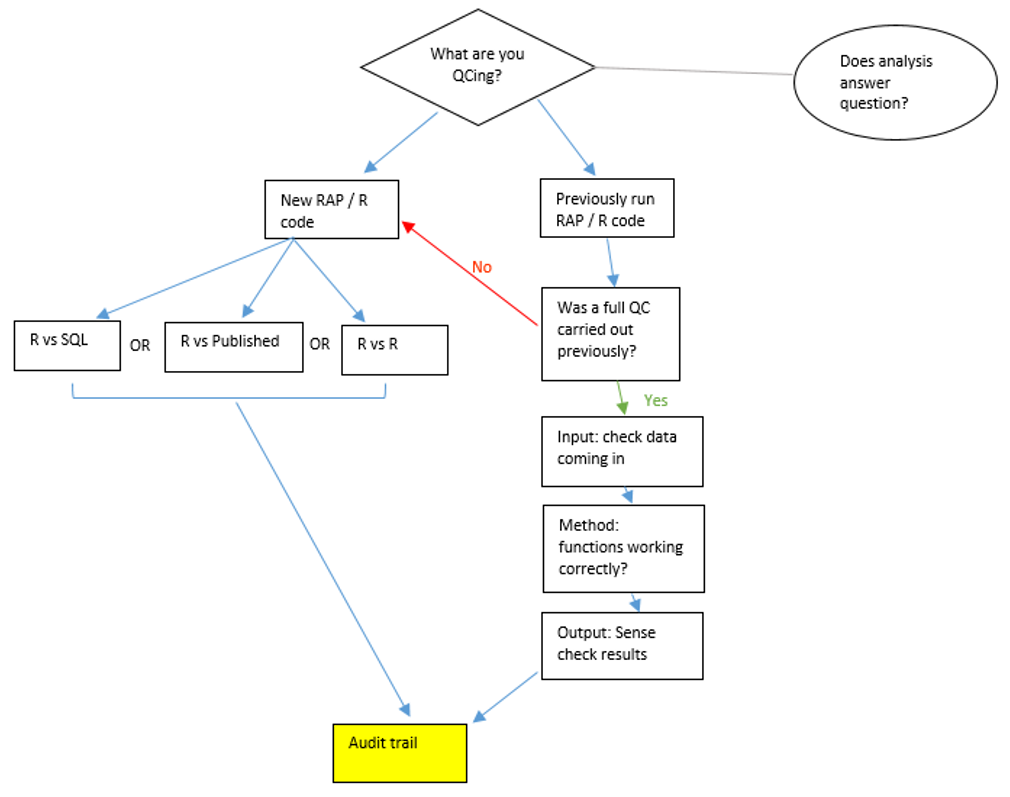 What are you
QCing?
Does analysis
answer
question?
New RAP / R
code
Previously run
RAP / R code
No
Was a full QC
carried out
previously?
R vs SQL
OR
R vs Published
OR
R vs R
Yes
Input: check data
coming in
Method:
functions working
correctly?
Output: Sense
check results
Audit trail